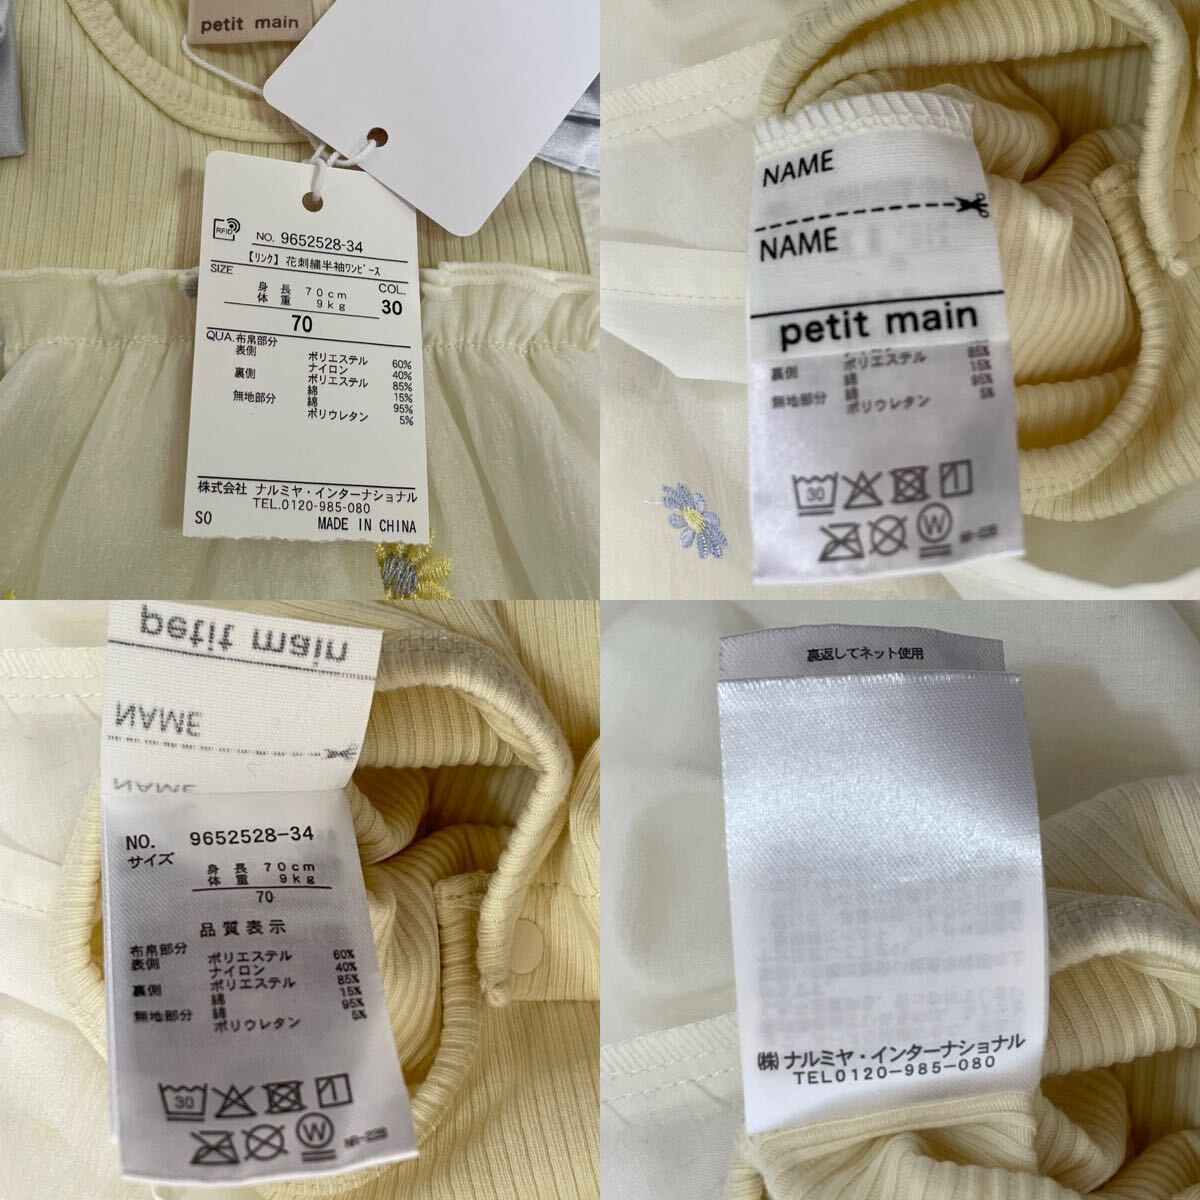 petit main
RFID
NO. 9652528-34
【リンク】花刺繍半袖ワンピース
SIZE
COL.
身長 70cm
体重 9kg
30
70
QUA.布帛部分
表側 ポリエステル 60%
ナイロン 40%
裏側 ポリエステル 85%
綿 15%
無地部分 綿 95%
ポリウレタン 5%
株式会社 ナルミヤ・インターナショナル
TEL.0120-985-080
SO MADE IN CHINA
NAME
NAME
petit main
85%
裏側 ポリエステル 15%
綿 95%
無地部分 綿 5%
ポリウレタン
30
W
NR-228
petit main
NAME
NAME
NO. 9652528-34
サイズ
身長 70cm
体重 9kg
70
品質表示
布帛部分
表側 ポリエステル 60%
ナイロン 40%
裏側 ポリエステル 85%
綿 15%
無地部分 綿 95%
ポリウレタン 5%
30
W
NR-228
裏返してネット使用
(株)ナルミヤ・インターナショナル
TEL0120-985-080